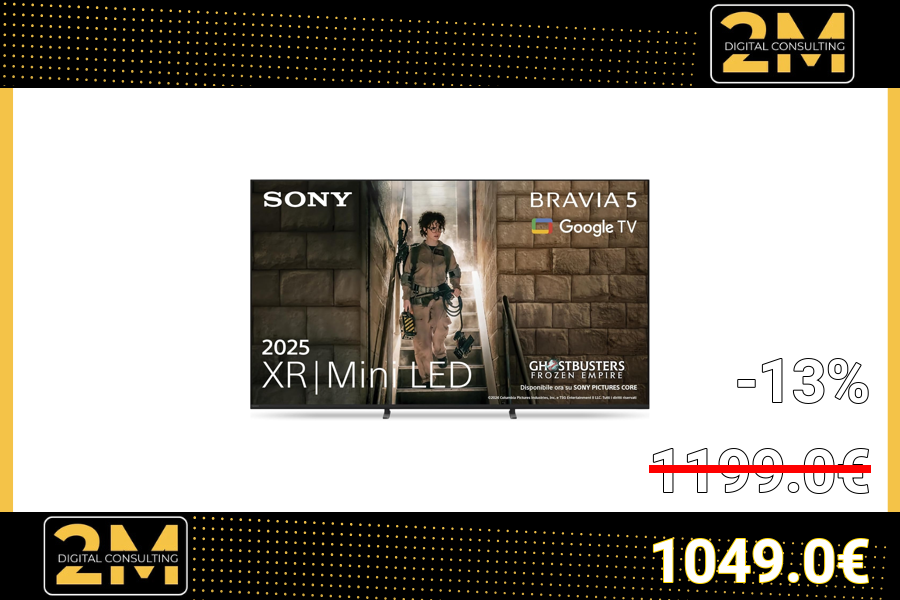 2M
DIGITAL CONSULTING
SONY
BRAVIA 5
Google TV
2025
XR|Mini LED
GHOSTBUSTERS
FROZEN EMPIRE
Disponibile ora su SONY PICTURES CORE
-13%
1199.0€
2M
DIGITAL CONSULTING
1049.0€